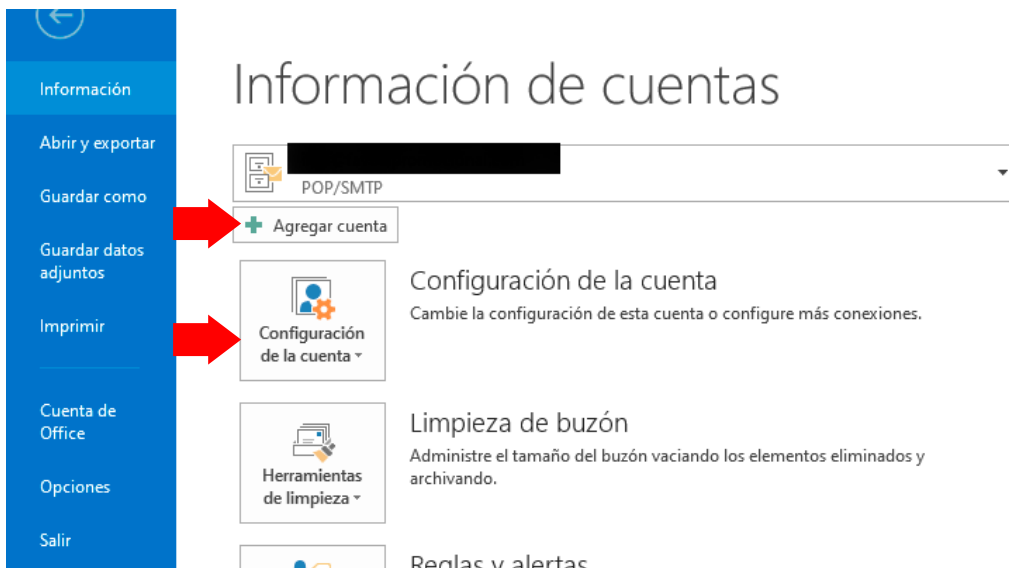 Información
Abrir y exportar
Guardar como
Guardar datos
adjuntos
Imprimir
Cuenta de
Office
Opciones
Salir
Información de cuentas
POP/SMTP
Agregar cuenta
Configuración
de la cuenta
Configuración de la cuenta
Cambie la configuración de esta cuenta o configure más conexiones.
Herramientas
de limpieza
Limpieza de buzón
Administre el tamaño del buzón vaciando los elementos eliminados y
archivando.
Reglas y alertas